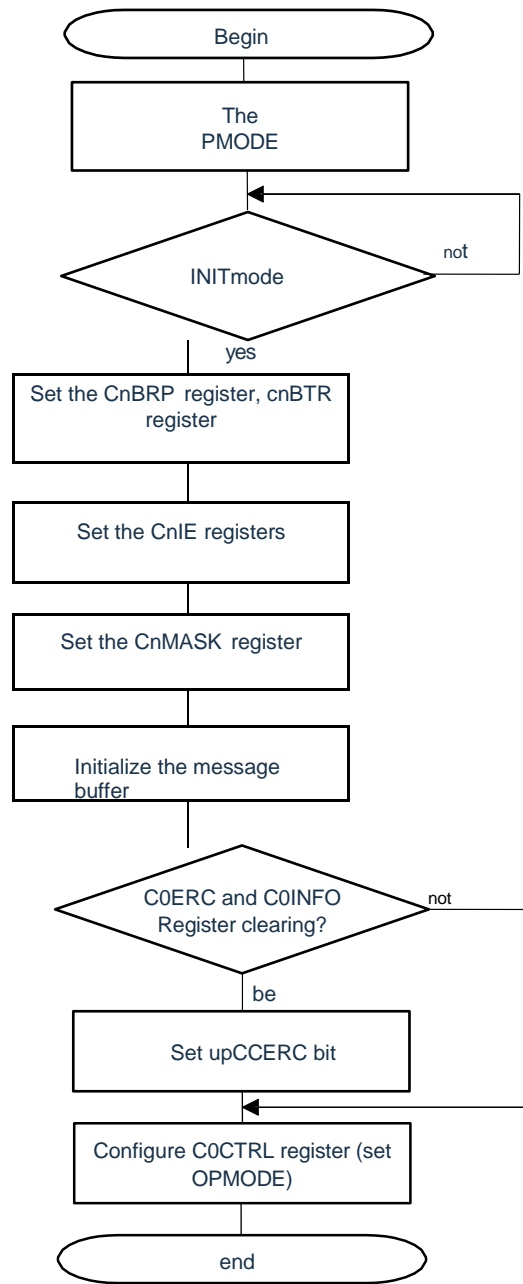 Begin
The
PMODE
INITmode
not
yes
Set the CnBRP register, cnBTR
register
Set the CnIE registers
Set the CnMASK register
Initialize the message
buffer
C0ERC and C0INFO
Register clearing?
not
be
Set upCCERC bit
Configure C0CTRL register (set
OPMODE)
end